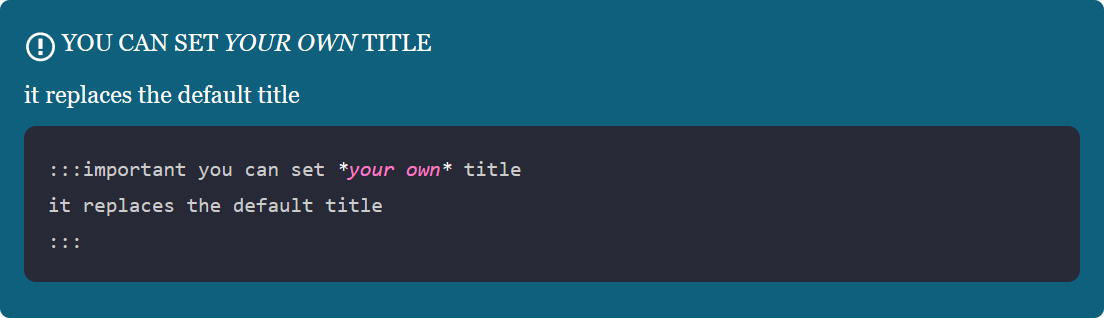 YOU CAN SET YOUR OWN TITLE
it replaces the default title
:::important you can set *your own* title
it replaces the default title
:::